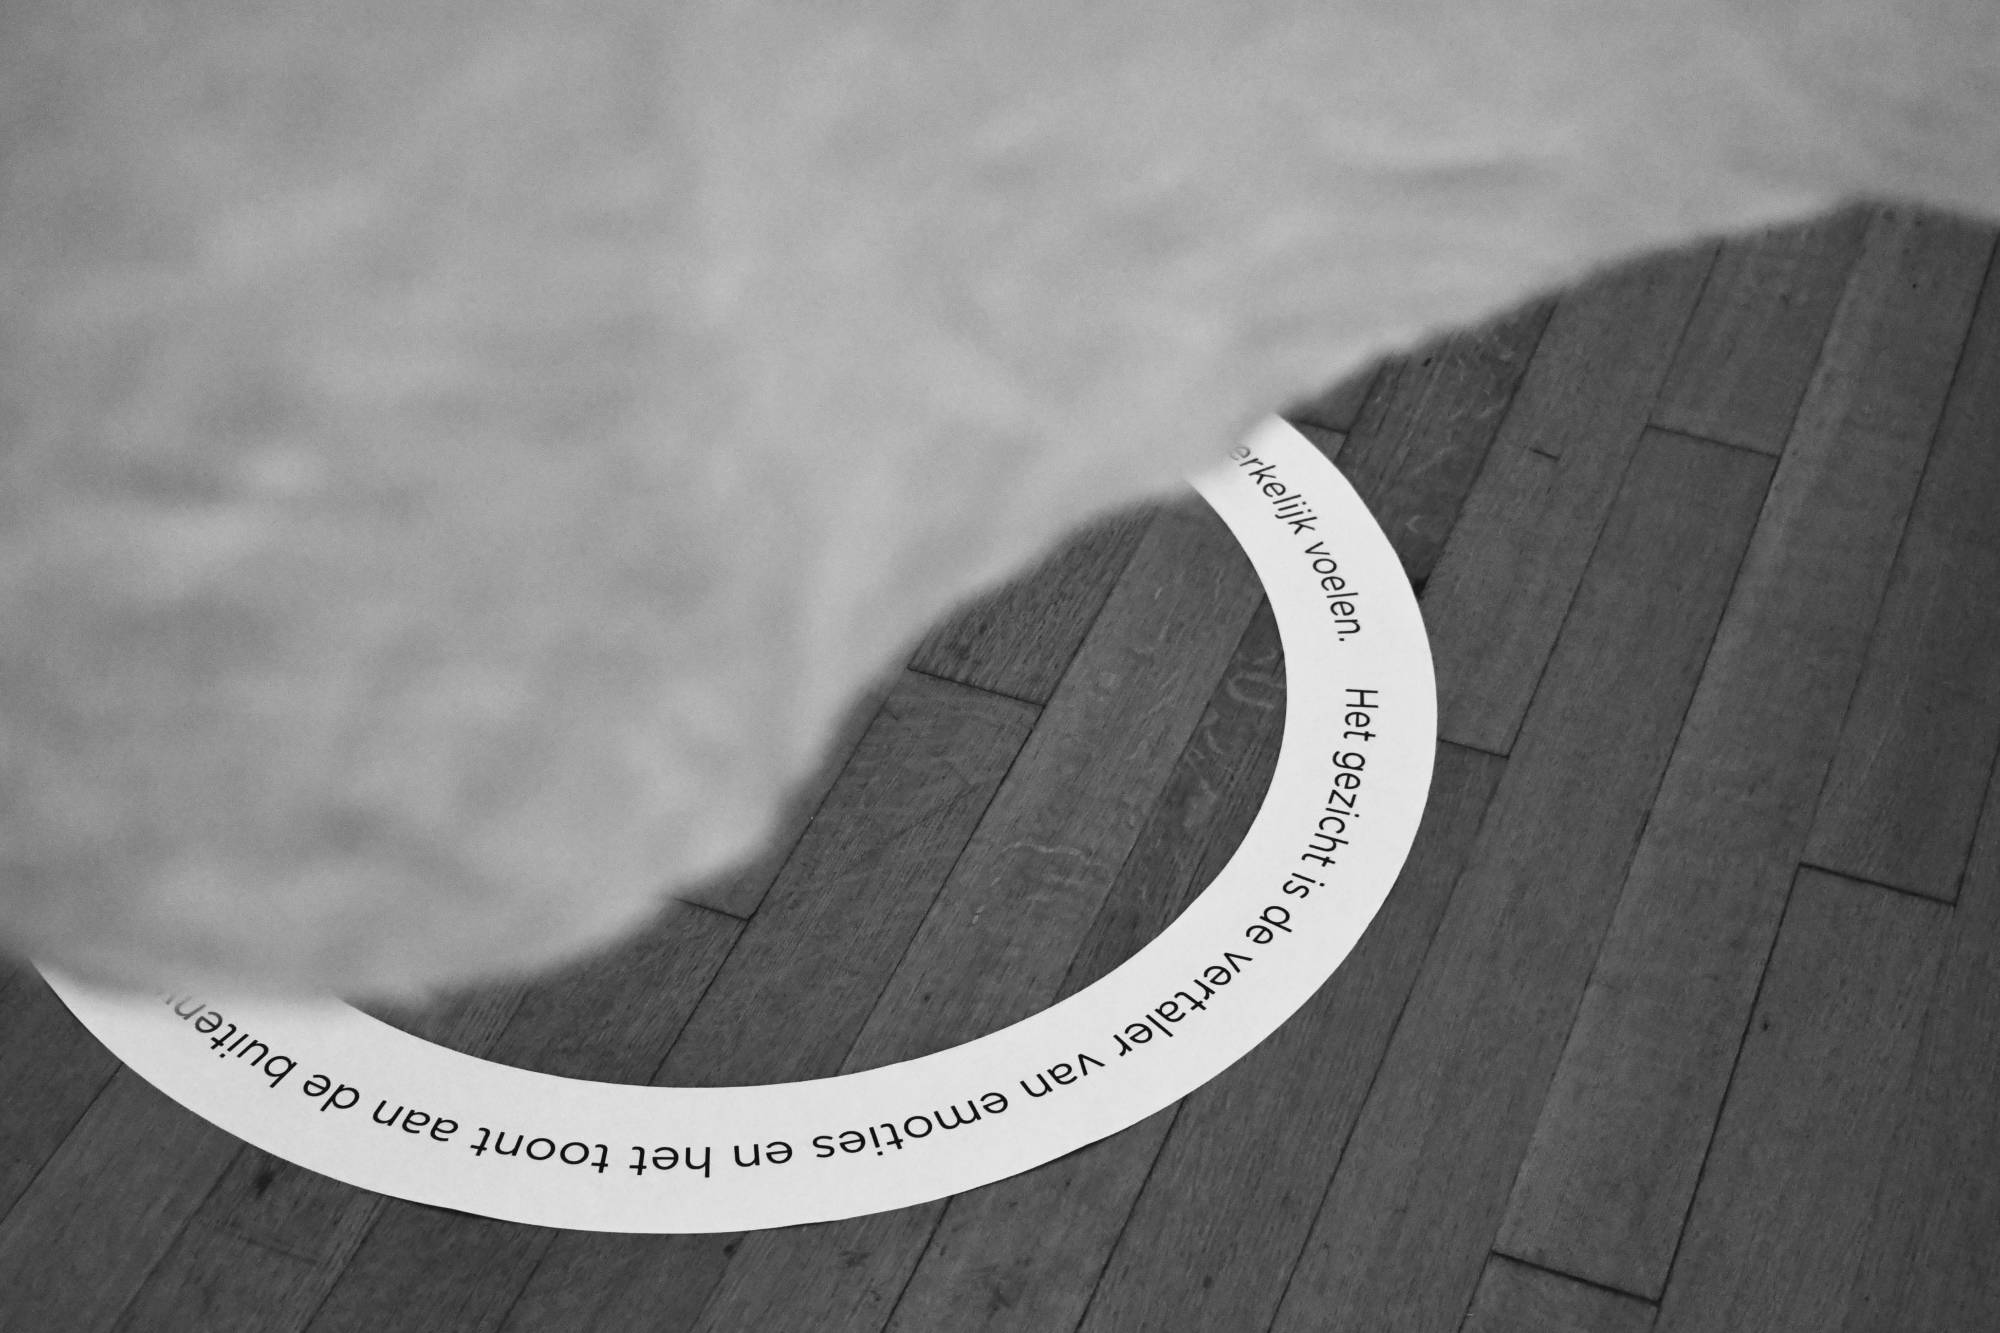 erkelijk voelen.
Het gezicht is de vertaler van emoties en het toont aan de buiten